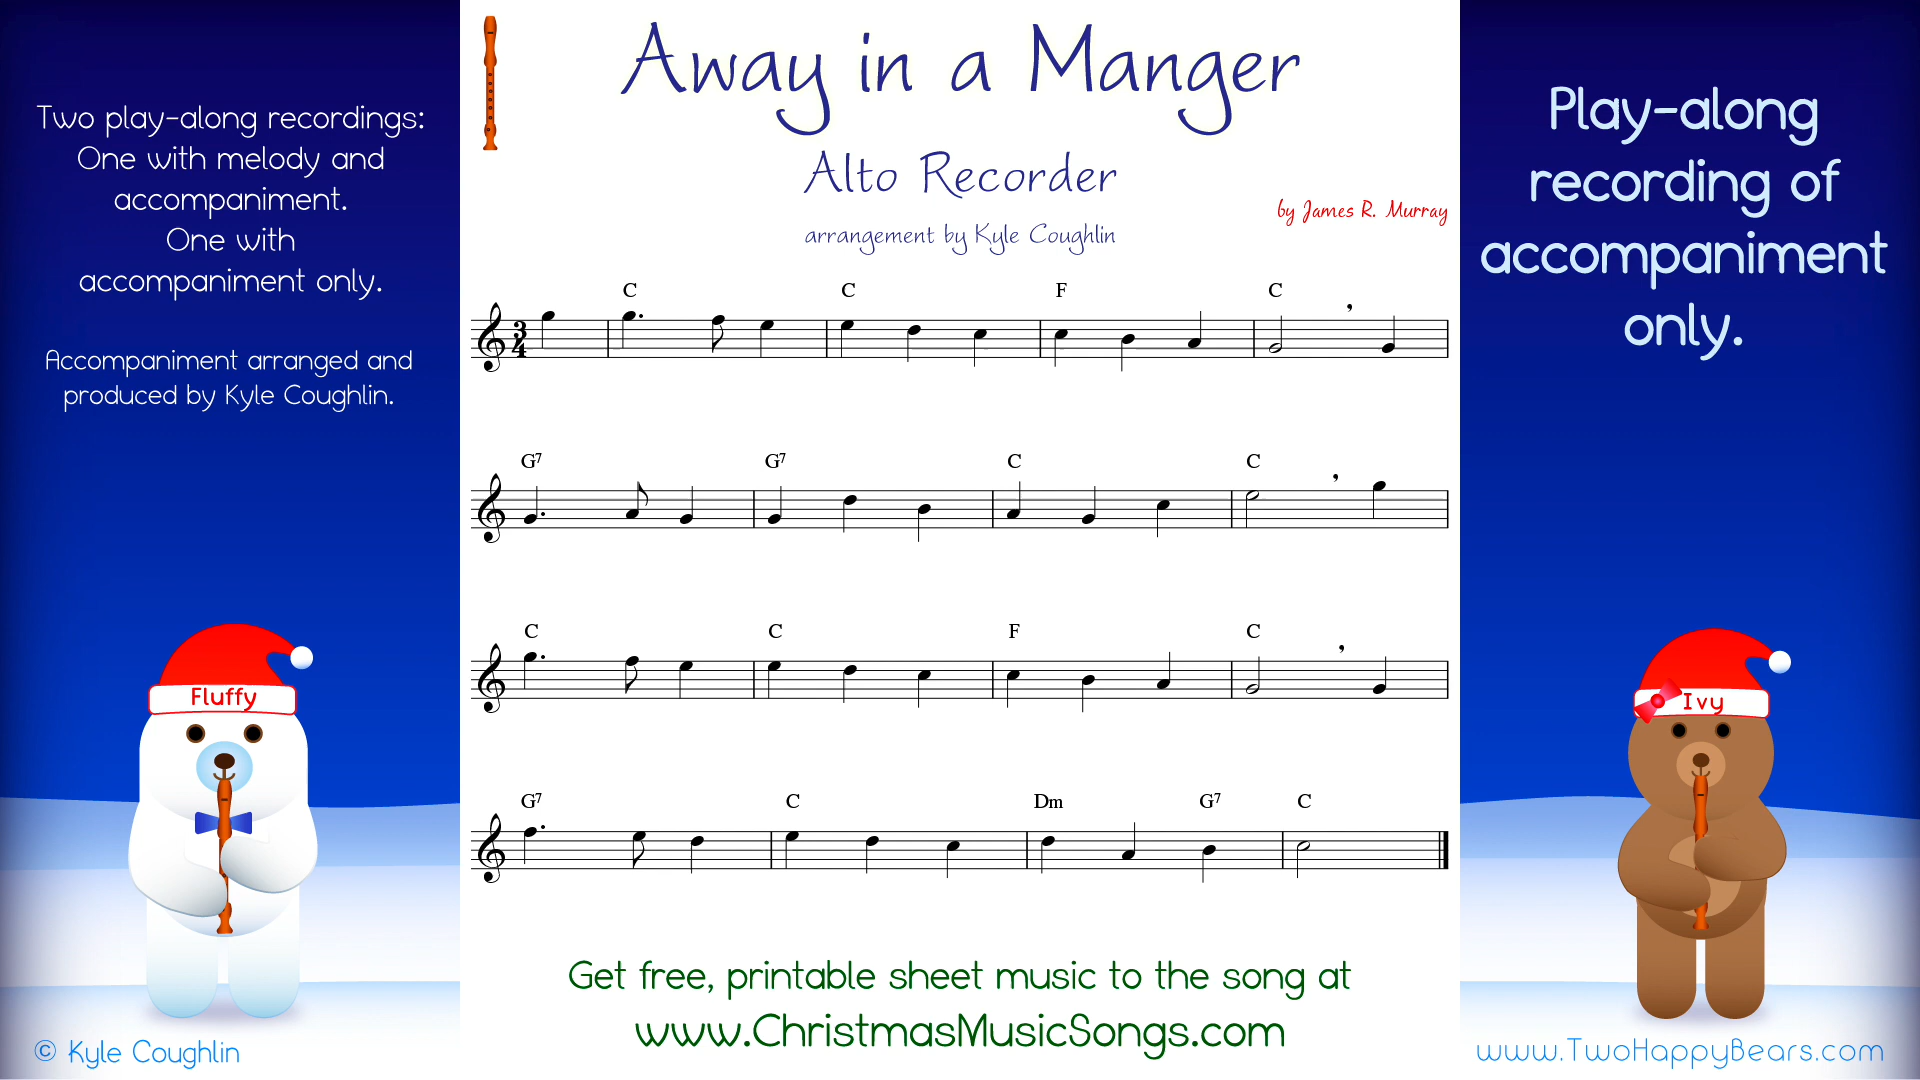 Two play-along recordings:
One with melody and
accompaniment.
One with
accompaniment only.
Accompaniment arranged and
produced by Kyle Coughlin.
Fluffy
© Kyle Coughlin
Away in a Manger
Alto Recorder
by James R. Murray
arrangement by Kyle Coughlin
C C F C
3
4
G7 G7 C C
C C F C
G7 C Dm G7 C
Get free, printable sheet music to the song at
www.ChristmasMusicSongs.com
Play-along
recording of
accompaniment
only.
Ivy
www.TwoHappyBears.com